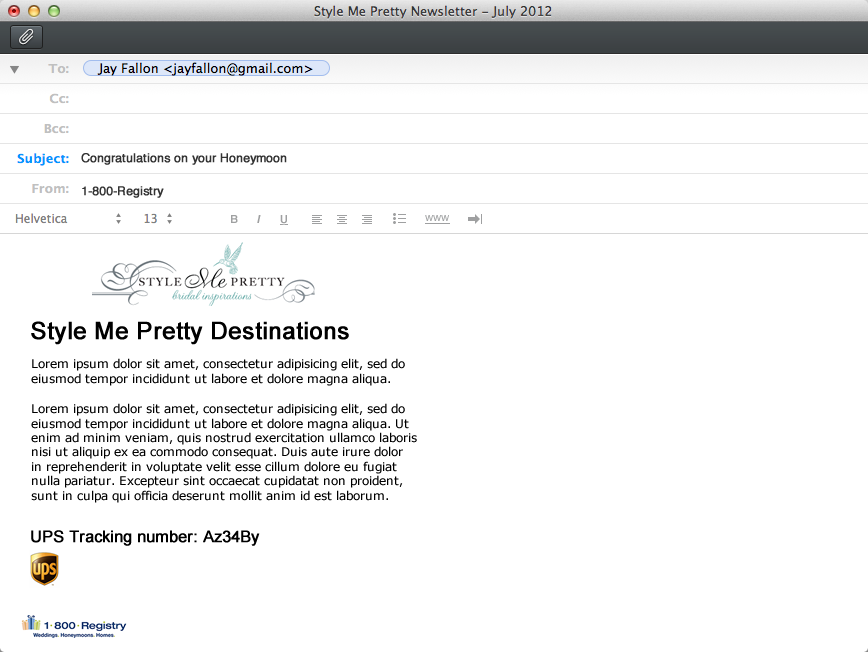 Style Me Pretty Newsletter – July 2012
To: Jay Fallon <jayfallon@gmail.com>
Cc:
Bcc:
Subject: Congratulations on your Honeymoon
From: 1-800-Registry
Helvetica 13 B I U www
STYLE Me PRETTY
bridal inspirations
Style Me Pretty Destinations
Lorem ipsum dolor sit amet, consectetur adipisicing elit, sed do
eiusmod tempor incididunt ut labore et dolore magna aliqua.
Lorem ipsum dolor sit amet, consectetur adipisicing elit, sed do
eiusmod tempor incididunt ut labore et dolore magna aliqua. Ut
enim ad minim veniam, quis nostrud exercitation ullamco laboris
nisi ut aliquip ex ea commodo consequat. Duis aute irure dolor
in reprehenderit in voluptate velit esse cillum dolore eu fugiat
nulla pariatur. Excepteur sint occaecat cupidatat non proident,
sunt in culpa qui officia deserunt mollit anim id est laborum.
UPS Tracking number: Az34By
ups
1·800·Registry
Weddings. Honeymoons. Homes.